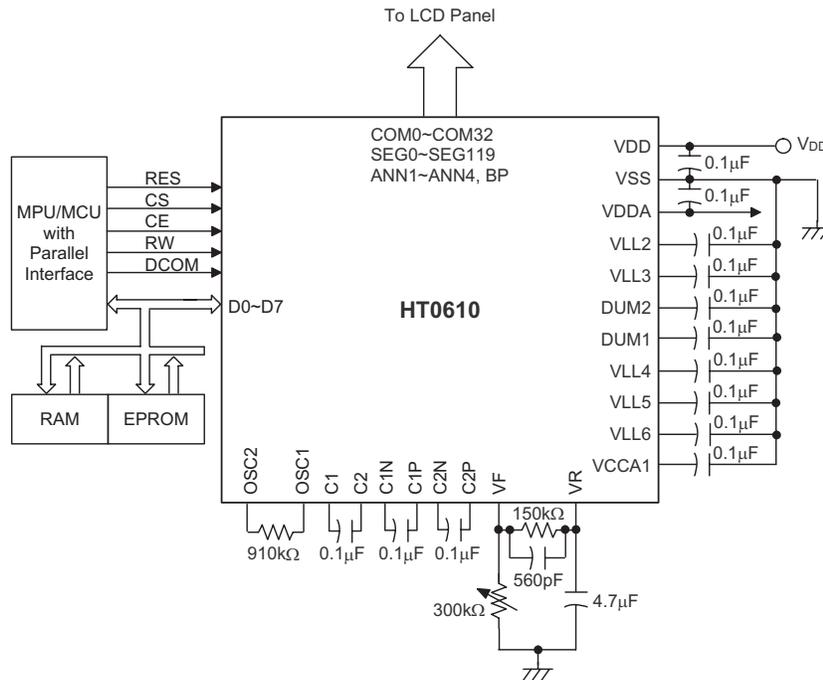 To LCD Panel
COM0~COM32
SEG0~SEG119
ANN1~ANN4, BP
MPU/MCU
with
Parallel
Interface
RES
CS
CE
RW
DCOM
D0~D7
HT0610
RAM
EPROM
VDD
VSS
VDDA
VLL2
VLL3
DUM2
DUM1
VLL4
VLL5
VLL6
VCCA1
VDD
0.1μF
0.1μF
0.1μF
0.1μF
0.1μF
0.1μF
0.1μF
0.1μF
0.1μF
0.1μF
OSC2
OSC1
C1
C2
C1N
C1P
C2N
C2P
VF
VR
910kΩ
0.1μF
0.1μF
0.1μF
150kΩ
560pF
300kΩ
4.7μF